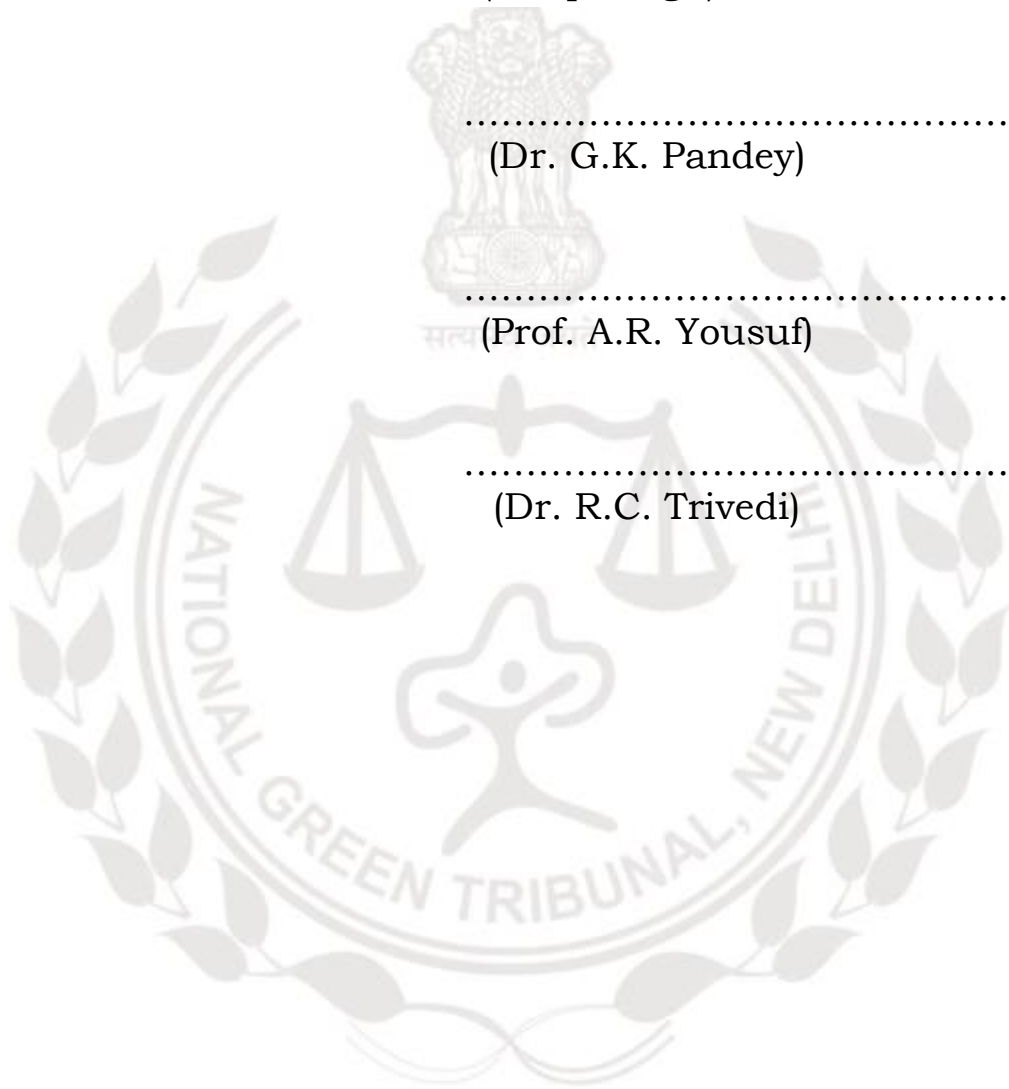 ………………………………………
(Dr. G.K. Pandey)
………………………………………
(Prof. A.R. Yousuf)
………………………………………
(Dr. R.C. Trivedi)
NATIONAL GREEN TRIBUNAL, NEW DELHI